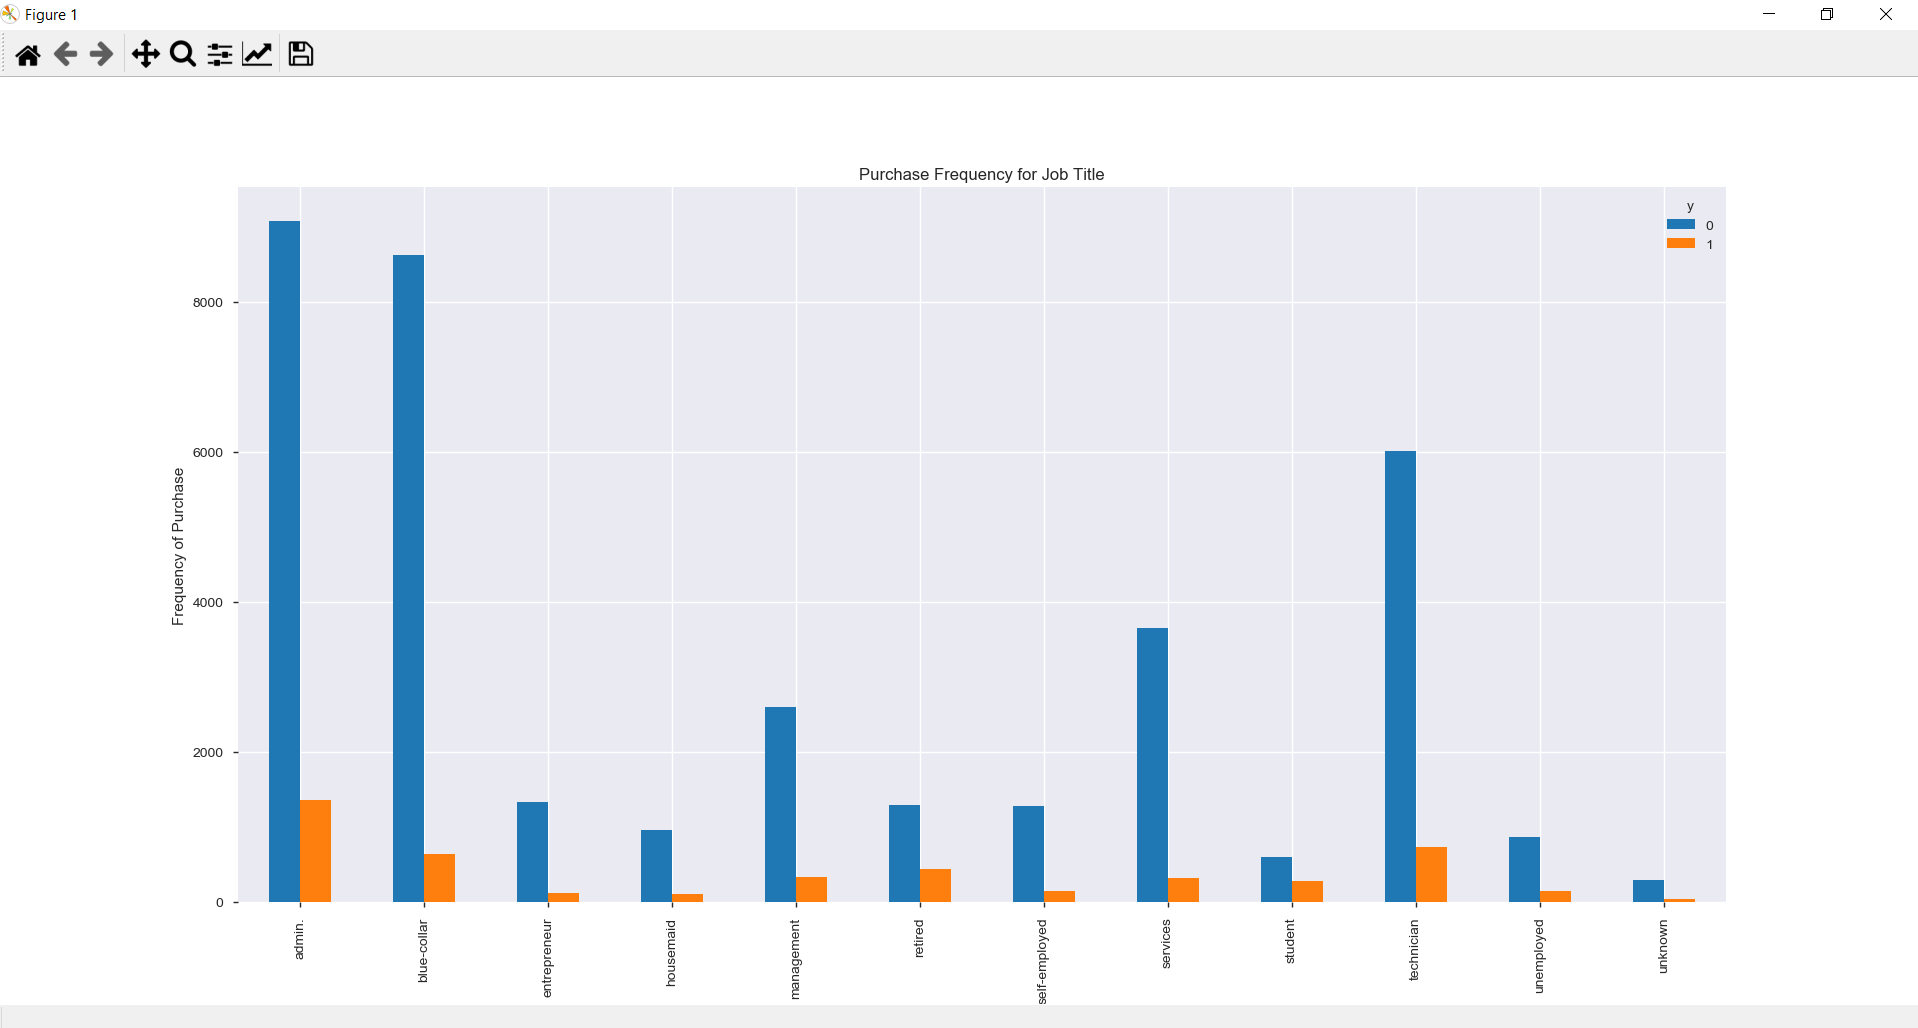 Figure 1
Purchase Frequency for Job Title
y
0
1
Frequency of Purchase
8000
6000
4000
2000
0
admin.
blue-collar
entrepreneur
housemaid
management
retired
self-employed
services
student
technician
unemployed
unknown